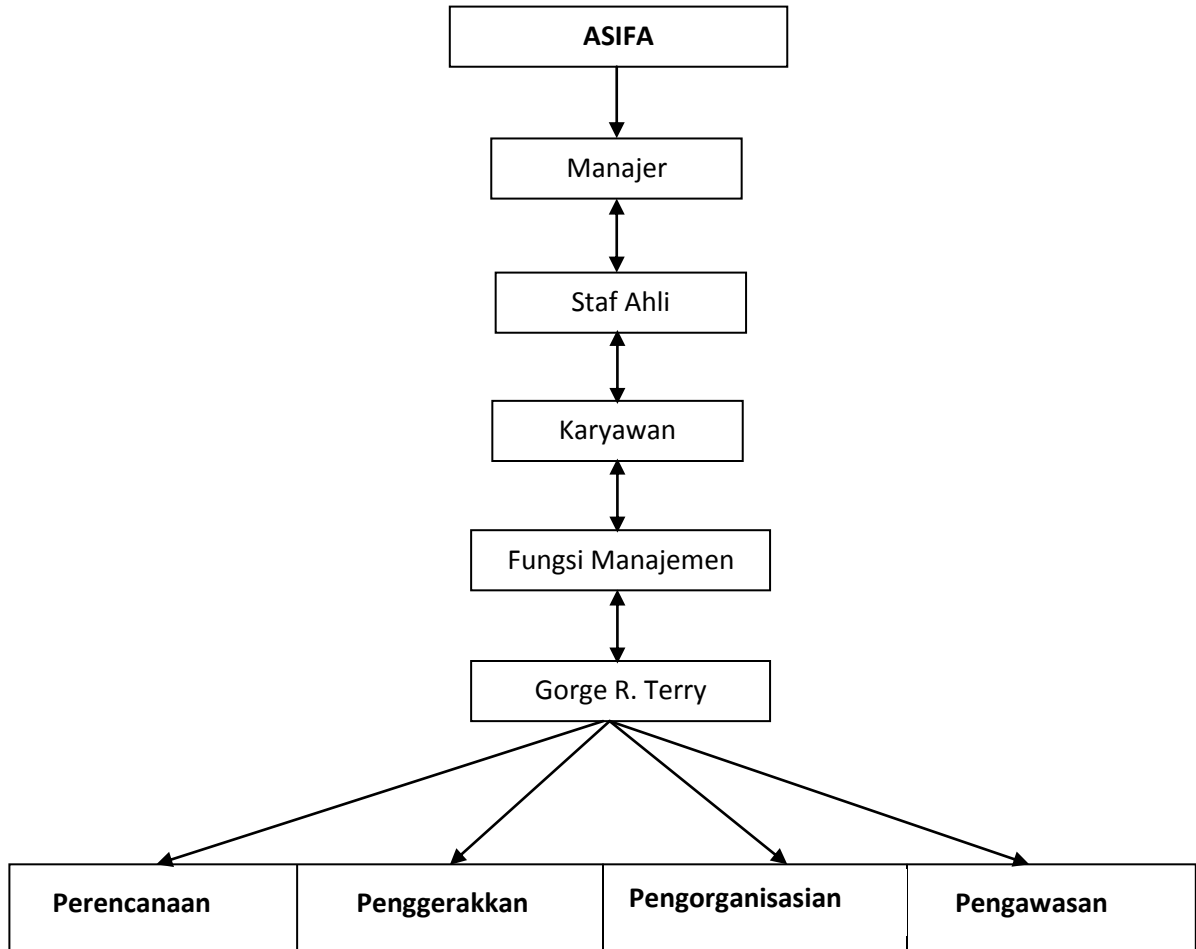 ASIFA
Manajer
Staf Ahli
Karyawan
Fungsi Manajemen
Gorge R. Terry
Perencanaan
Penggerakkan
Pengorganisasian
Pengawasan